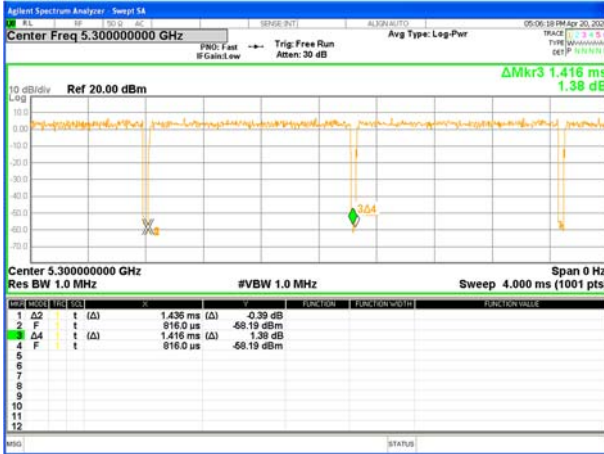 Agilent Spectrum Analyzer - Swept SA
RL RF 50 Ω AC SENSE:INT ALIGN AUTO 05:06:18 PM Apr 20, 202
Center Freq 5.300000000 GHz Avg Type: Log-Pwr TRACE 1 2 3 4 5
PNO: Fast Trig: Free Run TYPE
IFGain:Low Atten: 30 dB DET P N N N N
ΔMkr3 1.416 ms
10 dB/div Ref 20.00 dBm 1.38 dB
Log
10.0
0.00
-10.0
-20.0
-30.0
-40.0
-50.0
-60.0
-70.0
3Δ4
Center 5.300000000 GHz Span 0 Hz
Res BW 1.0 MHz #VBW 1.0 MHz Sweep 4.000 ms (1001 pts
MKR MODE TRC SCL X Y FUNCTION FUNCTION WIDTH FUNCTION VALUE
1 Δ2 1 t (Δ) 1.436 ms (Δ) -0.39 dB
2 F 1 t 816.0 µs -58.19 dBm
3 Δ4 1 t (Δ) 1.416 ms (Δ) 1.38 dB
4 F 1 t 816.0 µs -58.19 dBm
5
6
7
8
9
10
11
12
MSG STATUS